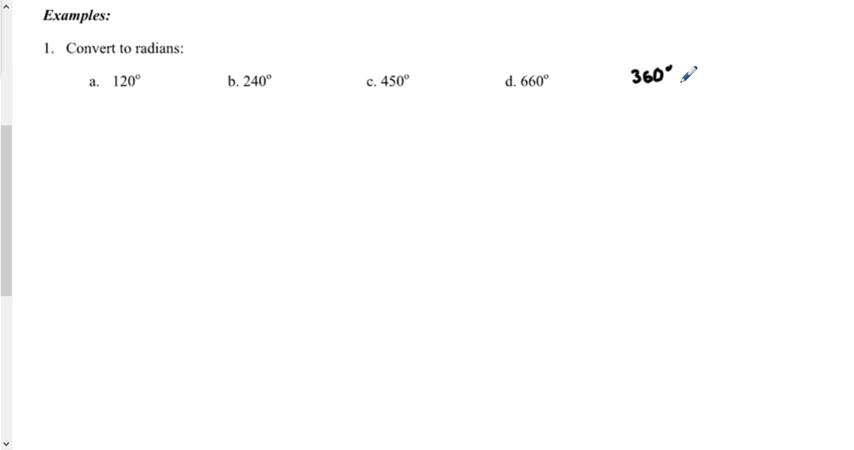 Examples:
1. Convert to radians:
a. 120° b. 240° c. 450° d. 660° 360°